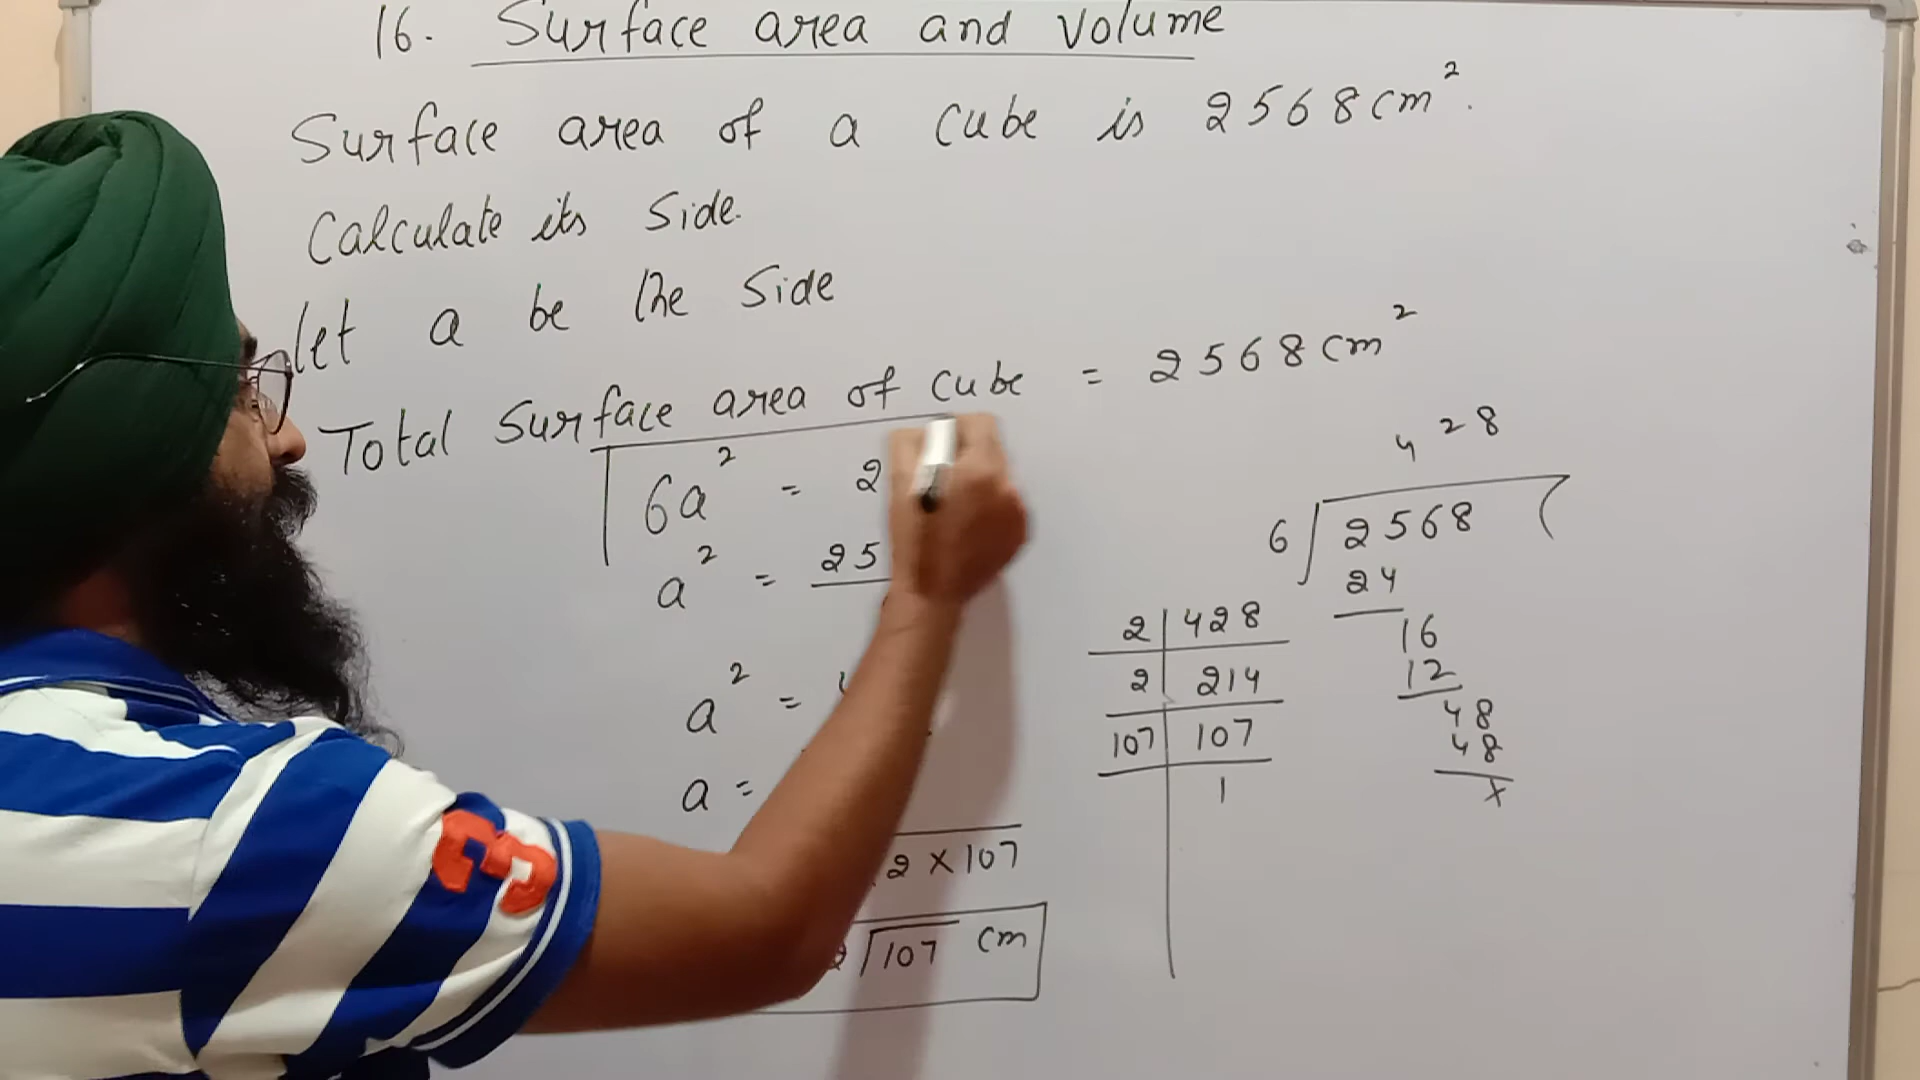 16. Surface area and volume
Surface area of a cube is 2568 cm².
Calculate its side.
let a be the side
Total surface area of cube = 2568 cm²
6a² = 2
a² = 25
a² =
a =
2 × 107
√107 cm
428
6 2568
24
16
12
48
48
x
2 428
2 214
107 107
1
3